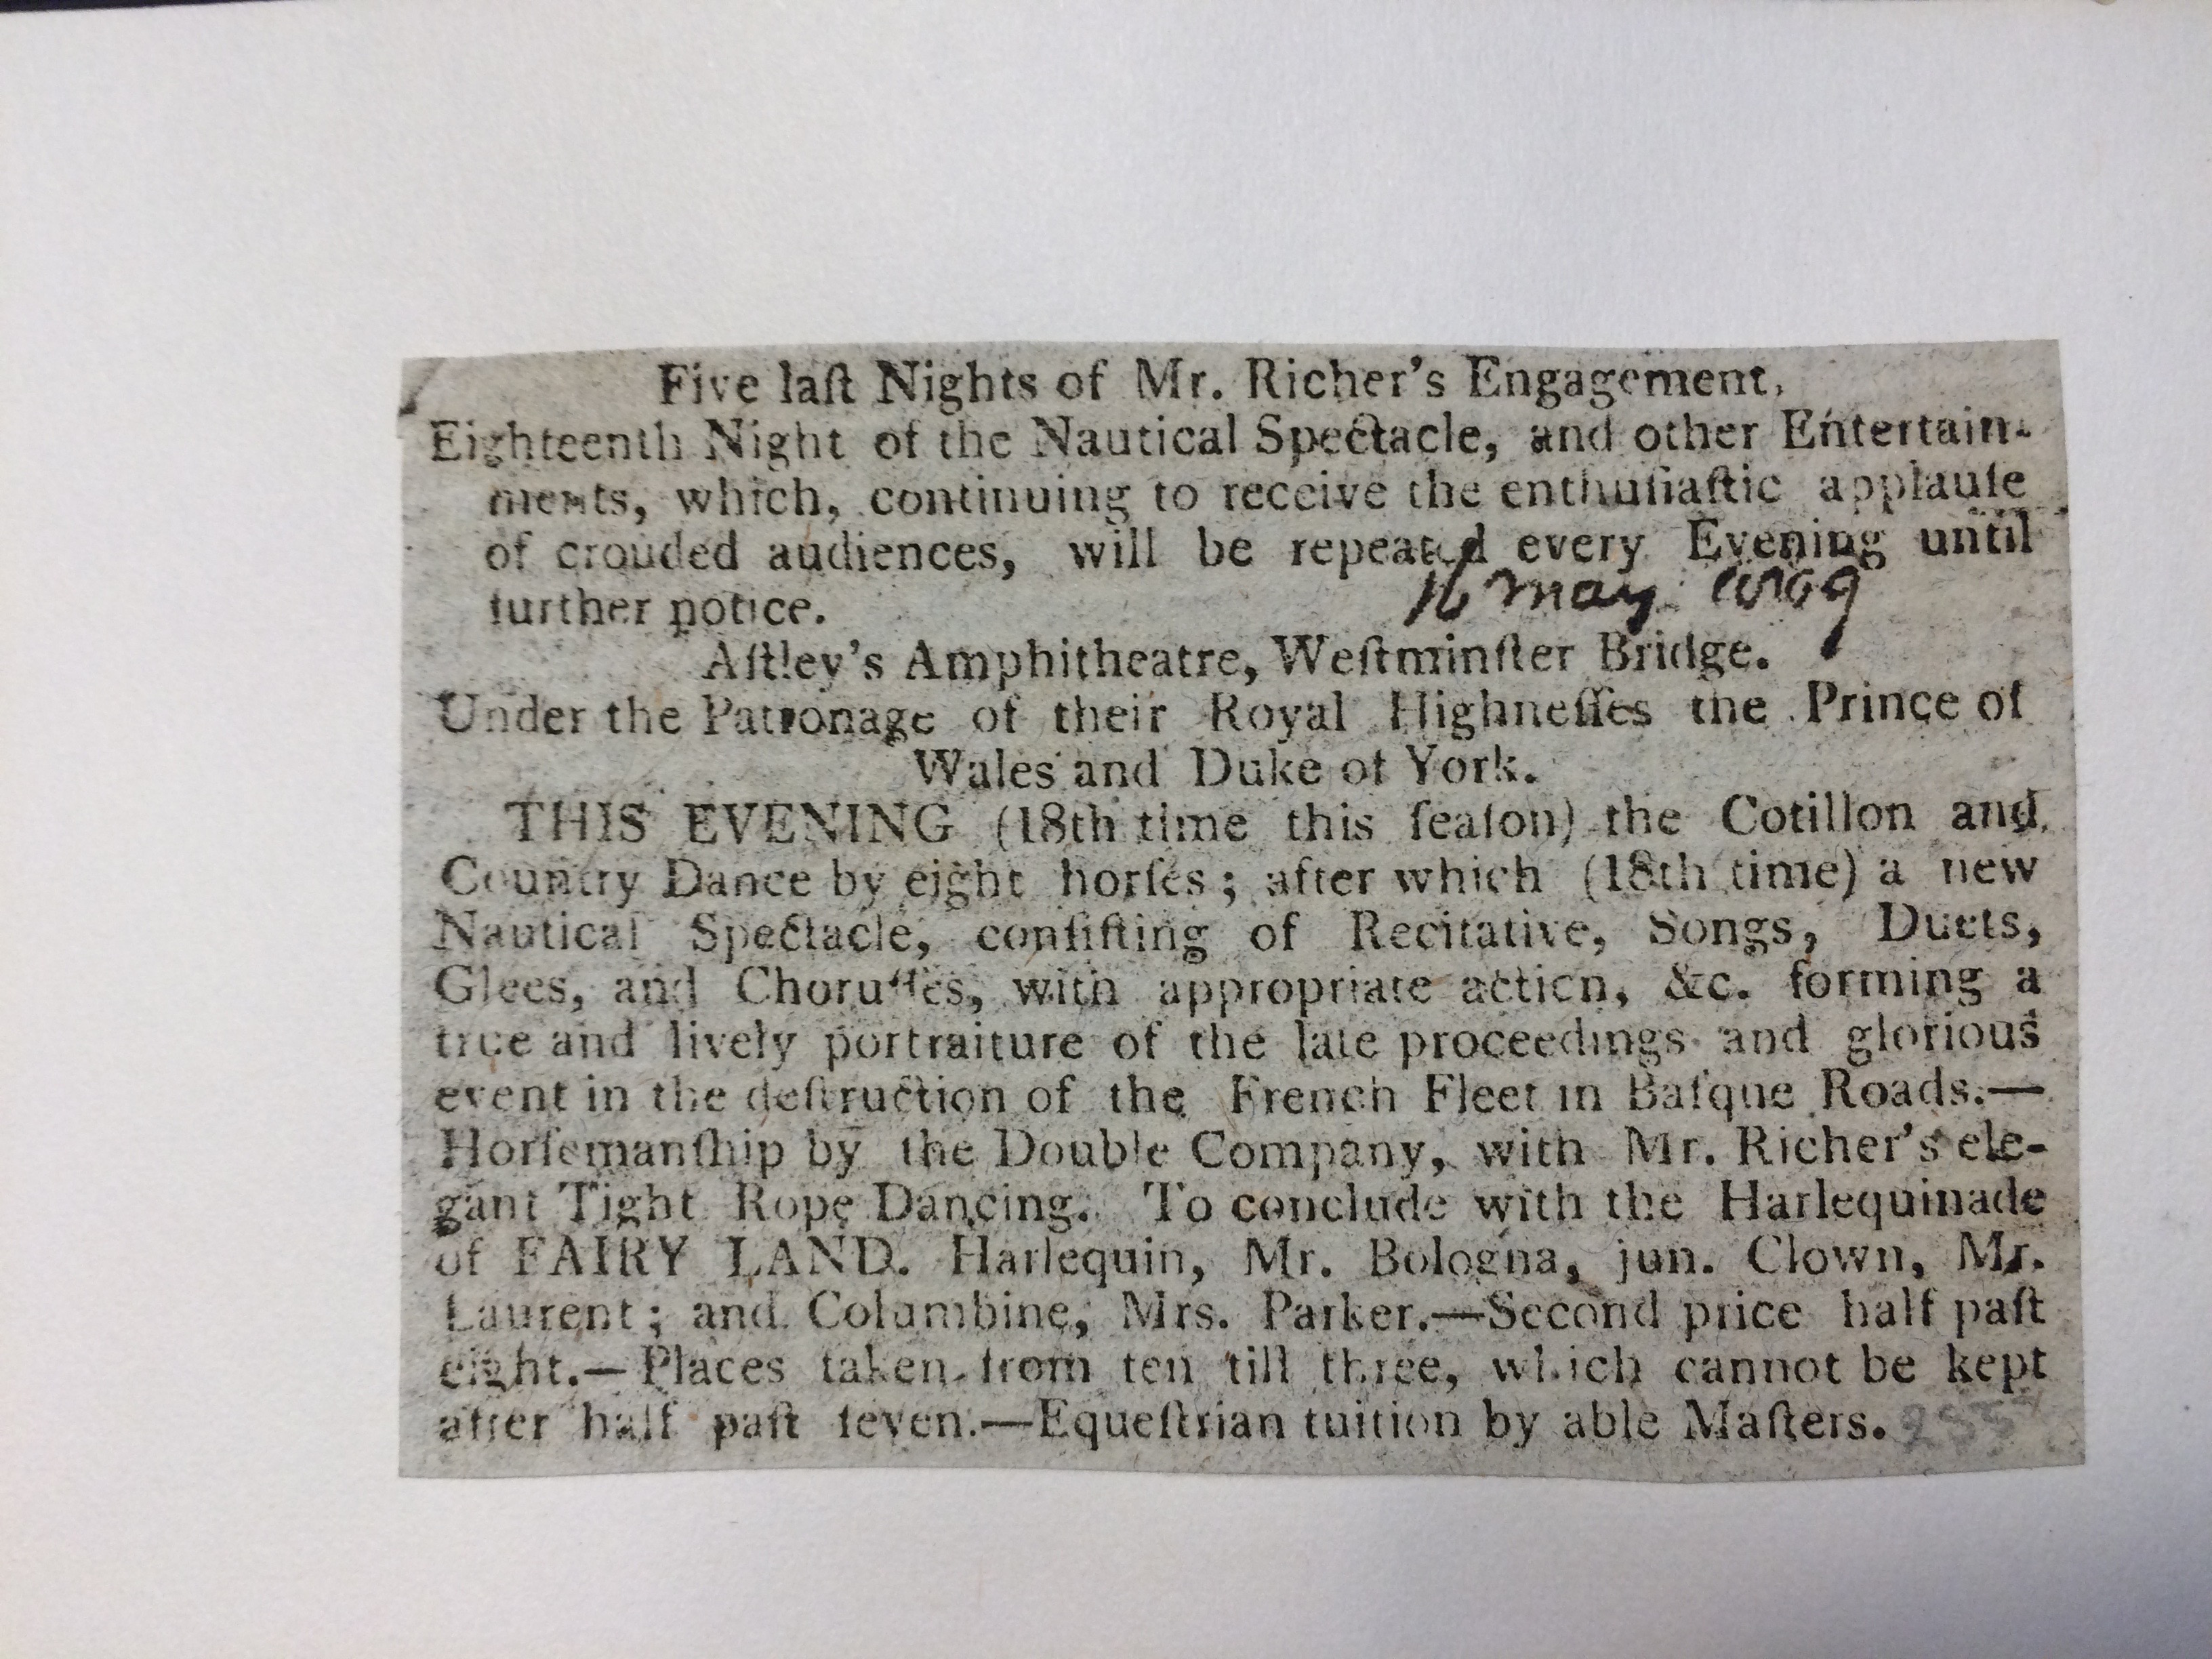 Five laſt Nights of Mr. Richer's Engagement,
Eighteenth Night of the Nautical Spectacle, and other Entertain-
ments, which, continuing to receive the enthuſiaſtic applauſe
of crouded audiences, will be repeated every Evening until
further notice.
16 may
Aſtley's Amphitheatre, Weſtminſter Bridge.
Under the Patronage of their Royal Highneſſes the Prince of
Wales and Duke of York.
THIS EVENING (18th time this ſeaſon) the Cotillon and
Country Dance by eight horſes; after which (18th time) a new
Nautical Spectacle, conſiſting of Recitative, Songs, Duets,
Glees, and Choruſſes, with appropriate action, &c. forming a
true and lively portraiture of the late proceedings and glorious
event in the deſtruction of the French Fleet in Baſque Roads.—
Horſemanſhip by the Double Company, with Mr. Richer's ele-
gant Tight Rope Dancing. To conclude with the Harlequinade
of FAIRY LAND. Harlequin, Mr. Bologna, jun. Clown, Mr.
Laurent; and Columbine, Mrs. Parker.—Second price half paſt
eight.—Places taken from ten till three, which cannot be kept
after half paſt ſeven.—Equeſtrian tuition by able Maſters.